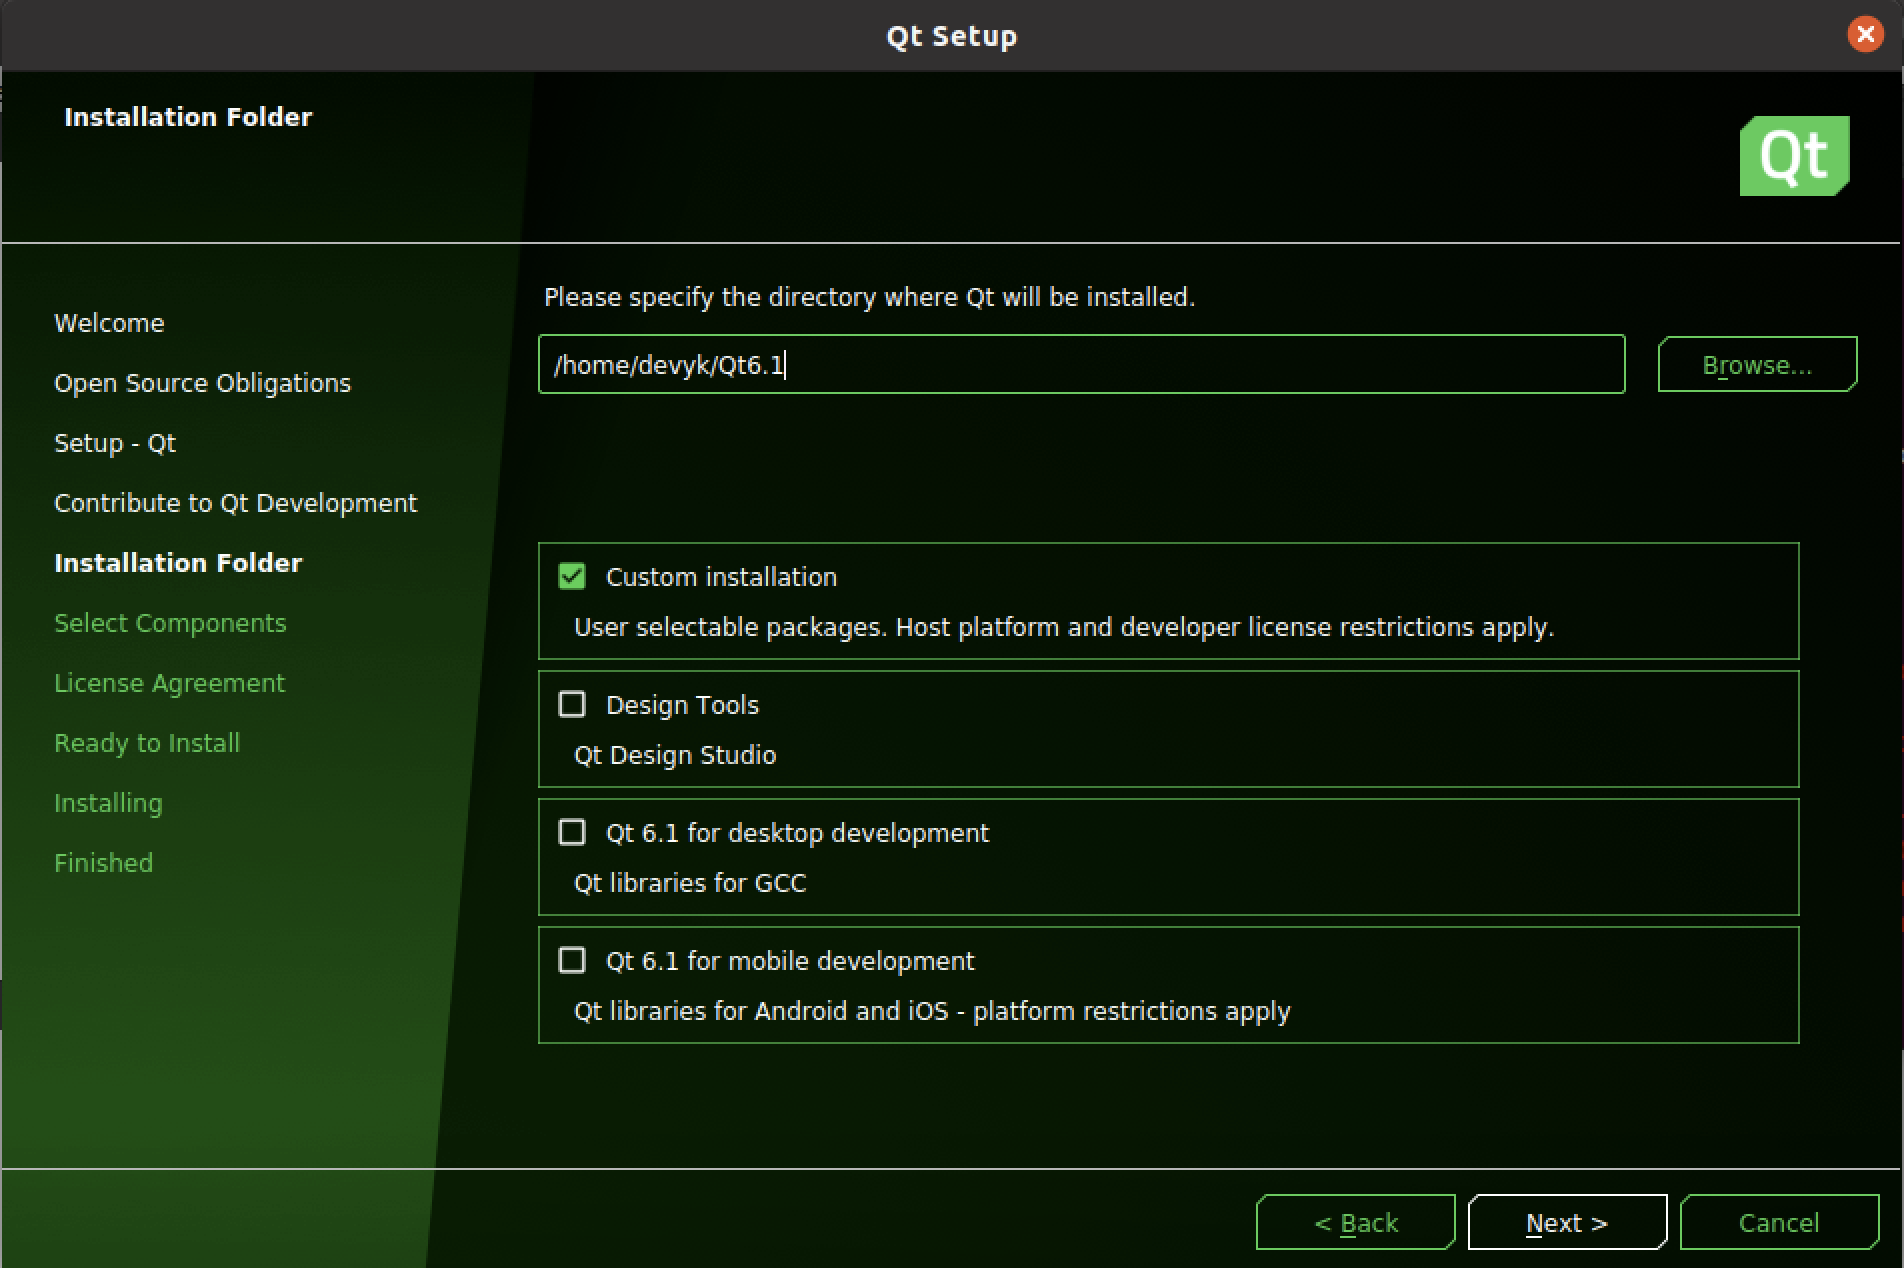 Qt Setup
Installation Folder
Qt
Welcome
Open Source Obligations
Setup - Qt
Contribute to Qt Development
Installation Folder
Select Components
License Agreement
Ready to Install
Installing
Finished
Please specify the directory where Qt will be installed.
/home/devyk/Qt6.1
Browse...
Custom installation
User selectable packages. Host platform and developer license restrictions apply.
Design Tools
Qt Design Studio
Qt 6.1 for desktop development
Qt libraries for GCC
Qt 6.1 for mobile development
Qt libraries for Android and iOS - platform restrictions apply
< Back
Next >
Cancel